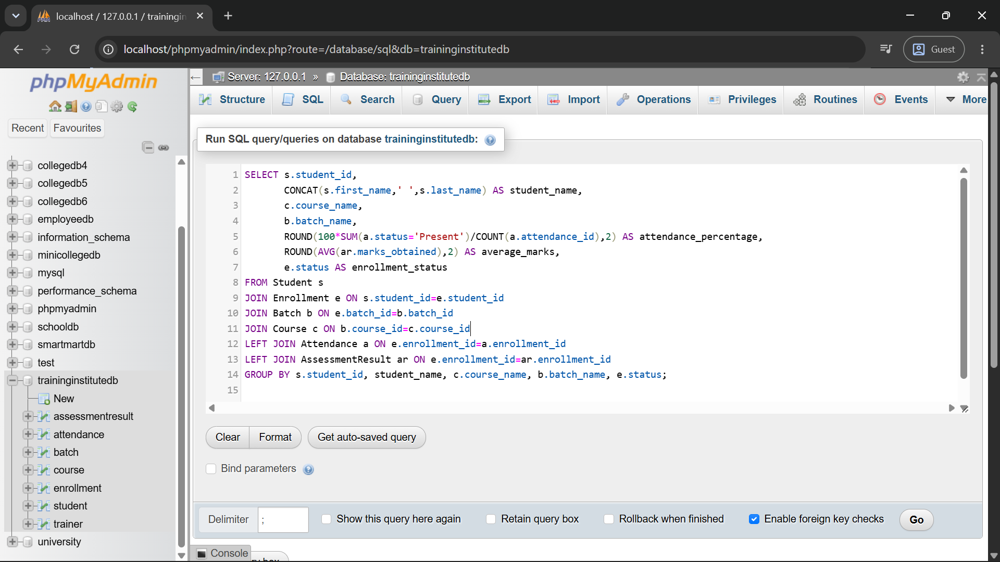 localhost / 127.0.0.1 / trainingin
localhost/phpmyadmin/index.php?route=/database/sql&db=traininginstitutedb
Guest
phpMyAdmin
Recent
Favourites
collegedb4
collegedb5
collegedb6
employeedb
information_schema
minicollegedb
mysql
performance_schema
phpmyadmin
schooldb
smartmartdb
test
traininginstitutedb
New
assessmentresult
attendance
batch
course
enrollment
student
trainer
university
Server: 127.0.0.1 » Database: traininginstitutedb
Structure SQL Search Query Export Import Operations Privileges Routines Events More
Run SQL query/queries on database traininginstitutedb:
1 SELECT s.student_id,
2 CONCAT(s.first_name,' ',s.last_name) AS student_name,
3 c.course_name,
4 b.batch_name,
5 ROUND(100*SUM(a.status='Present')/COUNT(a.attendance_id),2) AS attendance_percentage,
6 ROUND(AVG(ar.marks_obtained),2) AS average_marks,
7 e.status AS enrollment_status
8 FROM Student s
9 JOIN Enrollment e ON s.student_id=e.student_id
10 JOIN Batch b ON e.batch_id=b.batch_id
11 JOIN Course c ON b.course_id=c.course_id
12 LEFT JOIN Attendance a ON e.enrollment_id=a.enrollment_id
13 LEFT JOIN AssessmentResult ar ON e.enrollment_id=ar.enrollment_id
14 GROUP BY s.student_id, student_name, c.course_name, b.batch_name, e.status;
15
Clear Format Get auto-saved query
Bind parameters
Delimiter ; Show this query here again Retain query box Rollback when finished Enable foreign key checks Go
Console